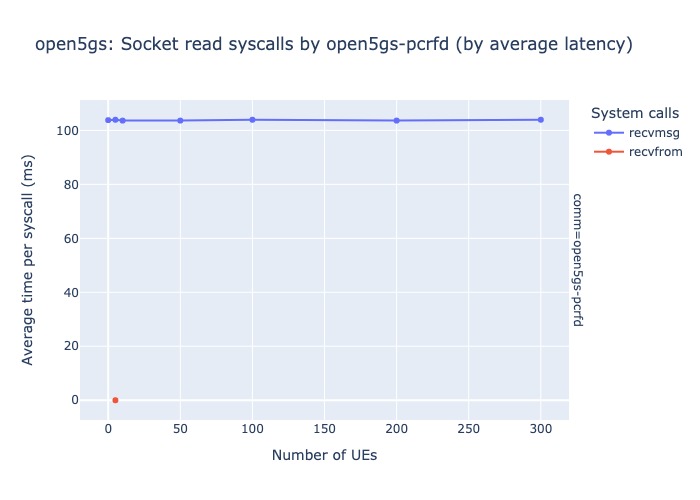 open5gs: Socket read syscalls by open5gs-pcrfd (by average latency)
System calls
recvmsg
recvfrom
Average time per syscall (ms)
100
80
60
40
20
0
comm=open5gs-pcrfd
0 50 100 150 200 250 300
Number of UEs